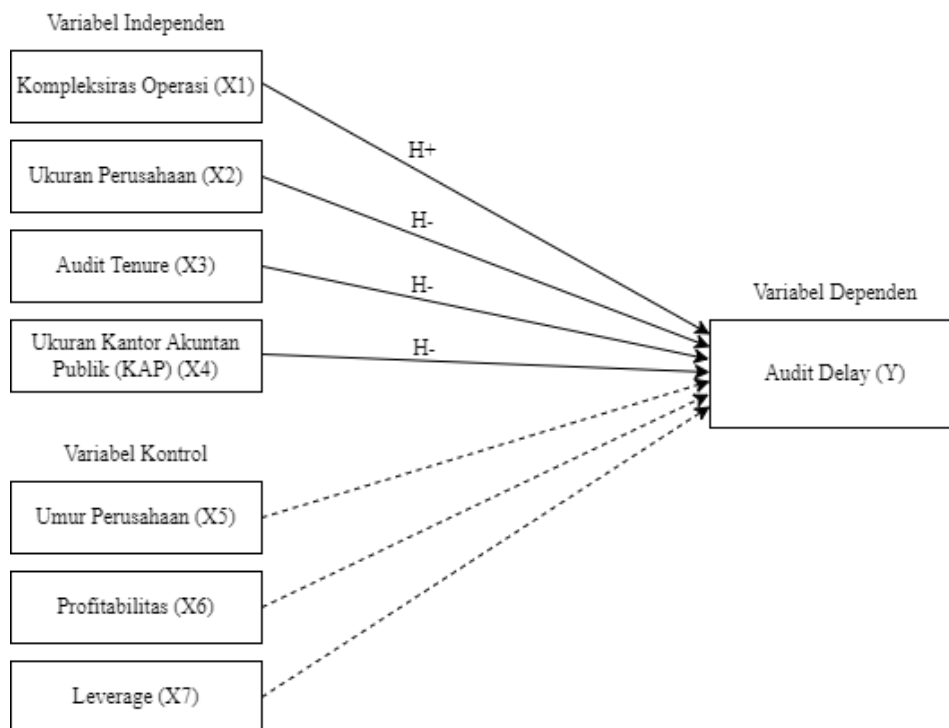 Variabel Independen
Kompleksiras Operasi (X1)
H+
Ukuran Perusahaan (X2)
H-
Audit Tenure (X3)
H-
Ukuran Kantor Akuntan
Publik (KAP) (X4)
H-
Variabel Dependen
Audit Delay (Y)
Variabel Kontrol
Umur Perusahaan (X5)
Profitabilitas (X6)
Leverage (X7)